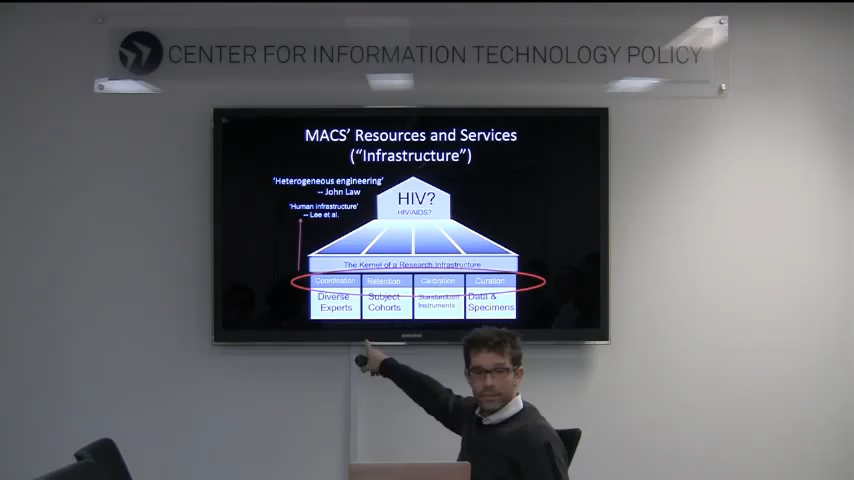 CENTER FOR INFORMATION TECHNOLOGY POLICY
MACS' Resources and Services
("Infrastructure")
'Heterogeneous engineering'
-- John Law
'Human infrastructure'
-- Lee et al.
HIV?
HIV/AIDS?
The Kernel of a Research Infrastructure
Coordination Retention Calibration Curation
Diverse Experts Subject Cohorts Standardized Instruments Data & Specimens
SAMSUNG